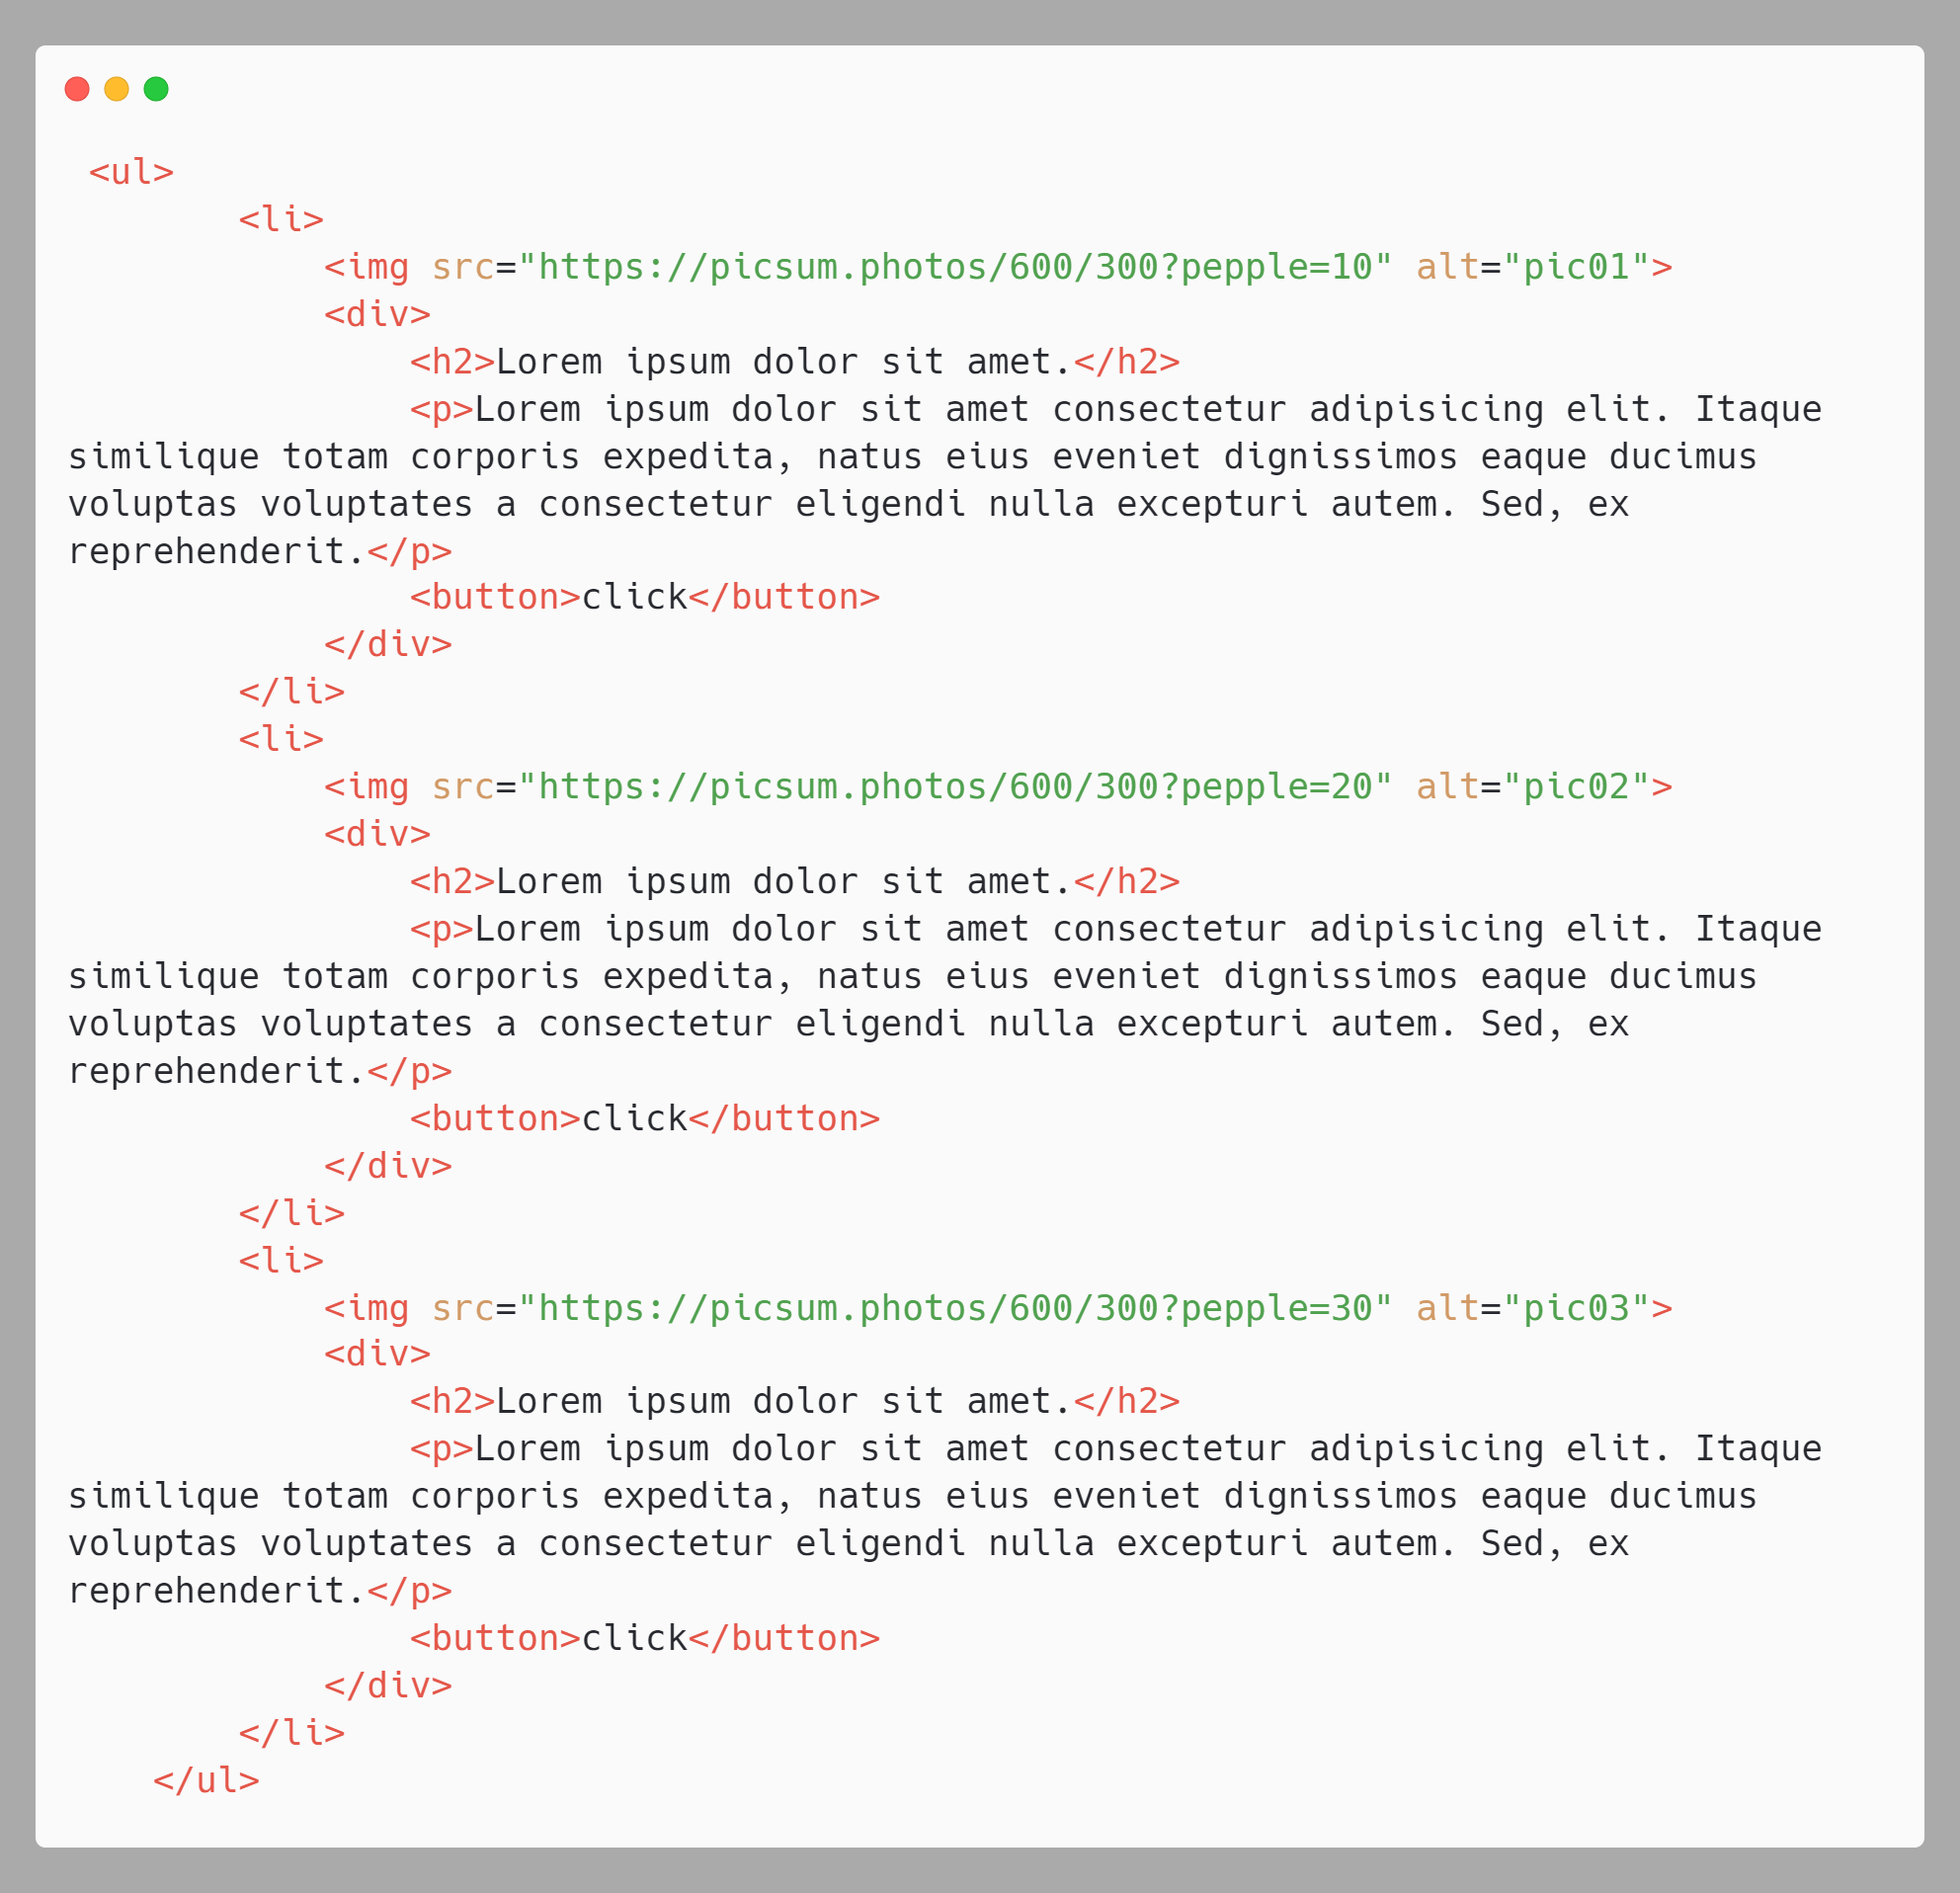 <ul>
<li>
<img src="https://picsum.photos/600/300?pepple=10" alt="pic01">
<div>
<h2>Lorem ipsum dolor sit amet.</h2>
<p>Lorem ipsum dolor sit amet consectetur adipisicing elit. Itaque
similique totam corporis expedita, natus eius eveniet dignissimos eaque ducimus
voluptas voluptates a consectetur eligendi nulla excepturi autem. Sed, ex
reprehenderit.</p>
<button>click</button>
</div>
</li>
<li>
<img src="https://picsum.photos/600/300?pepple=20" alt="pic02">
<div>
<h2>Lorem ipsum dolor sit amet.</h2>
<p>Lorem ipsum dolor sit amet consectetur adipisicing elit. Itaque
similique totam corporis expedita, natus eius eveniet dignissimos eaque ducimus
voluptas voluptates a consectetur eligendi nulla excepturi autem. Sed, ex
reprehenderit.</p>
<button>click</button>
</div>
</li>
<li>
<img src="https://picsum.photos/600/300?pepple=30" alt="pic03">
<div>
<h2>Lorem ipsum dolor sit amet.</h2>
<p>Lorem ipsum dolor sit amet consectetur adipisicing elit. Itaque
similique totam corporis expedita, natus eius eveniet dignissimos eaque ducimus
voluptas voluptates a consectetur eligendi nulla excepturi autem. Sed, ex
reprehenderit.</p>
<button>click</button>
</div>
</li>
</ul>